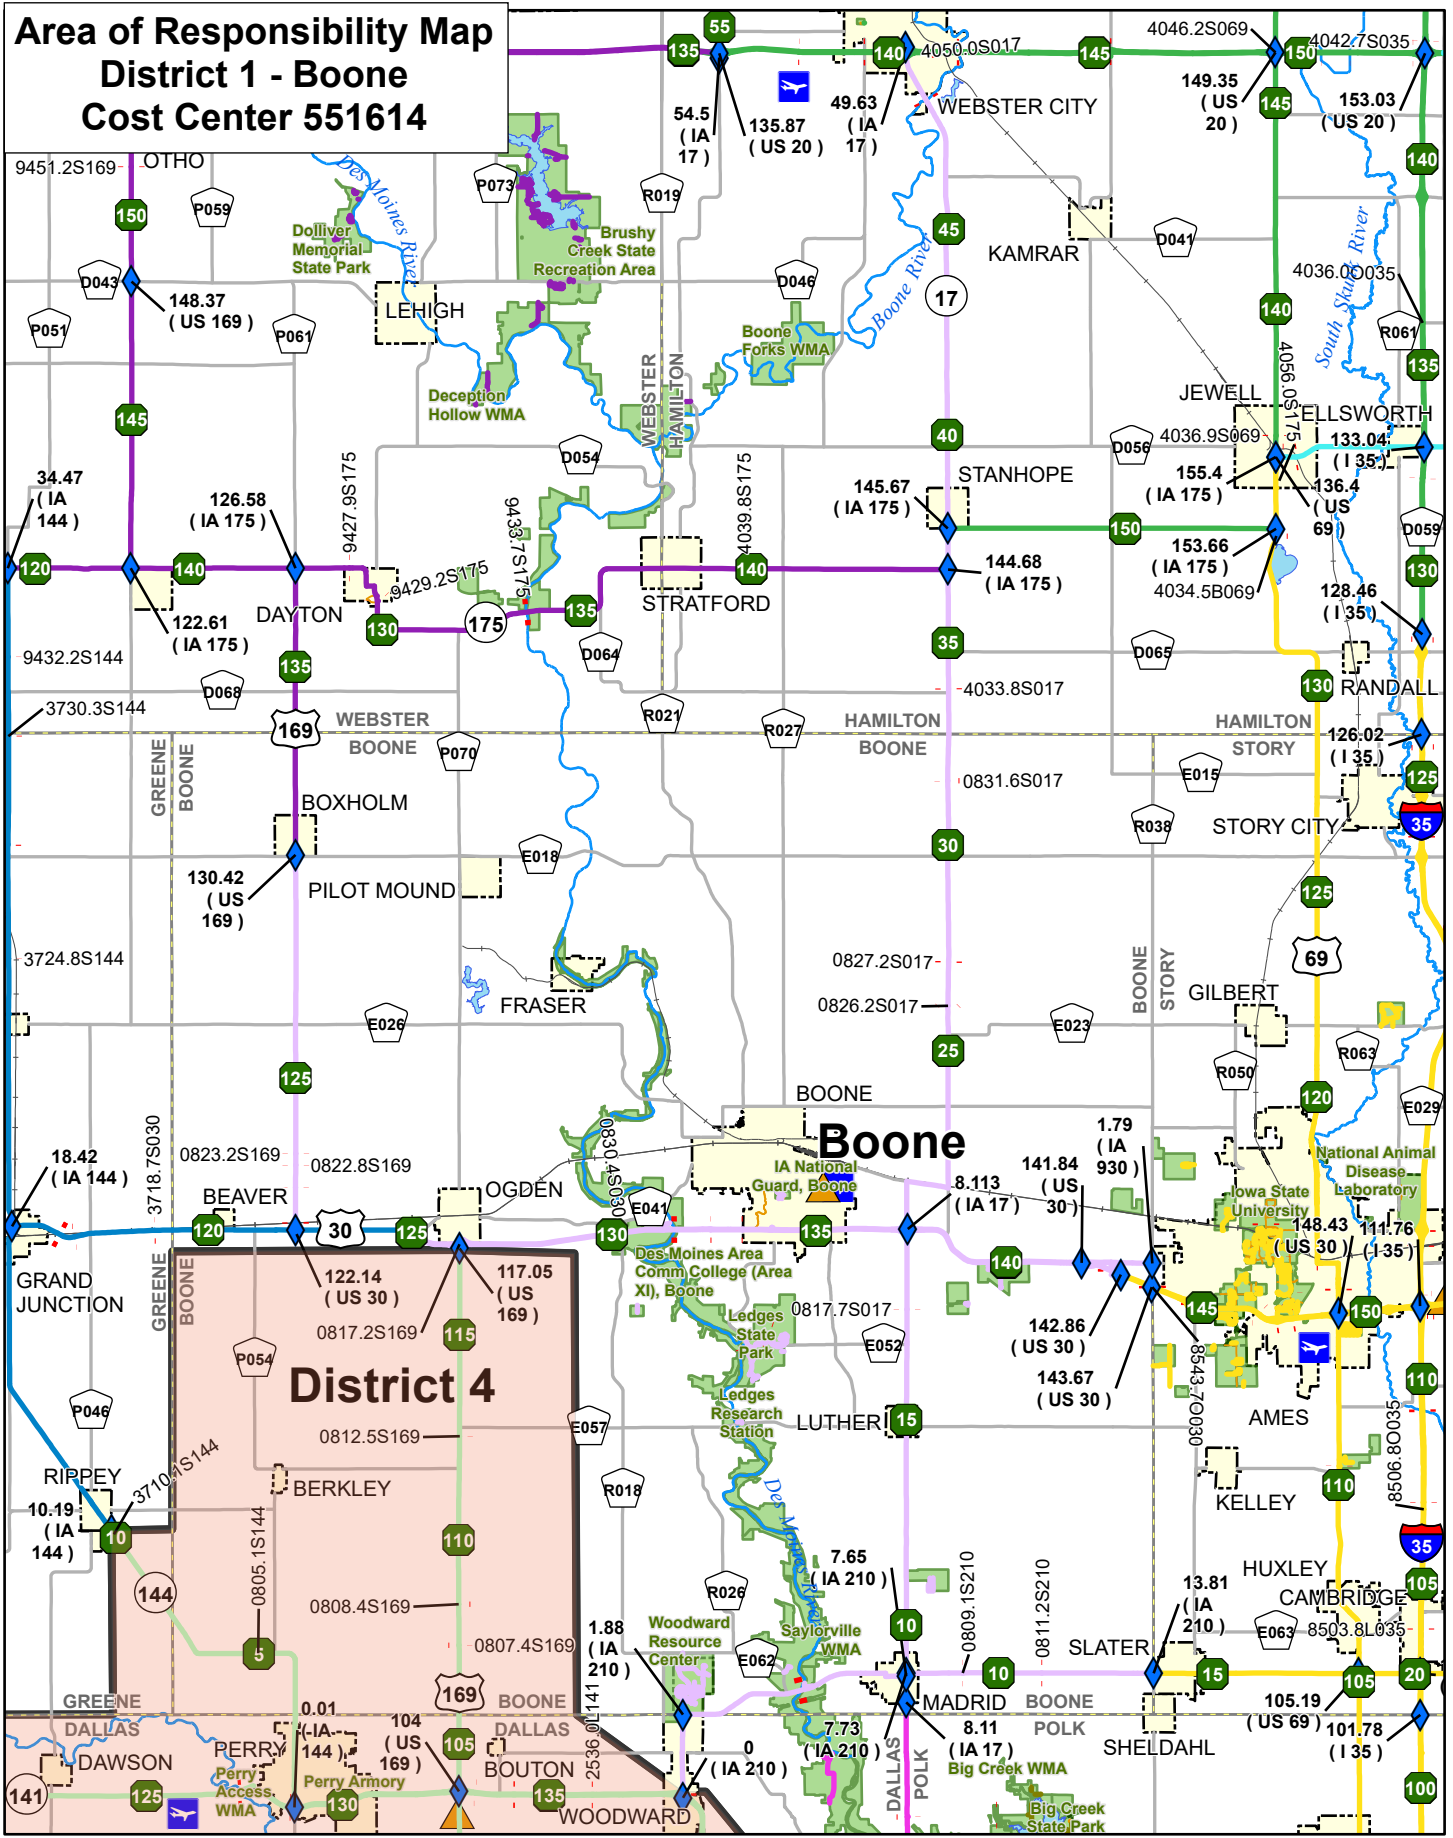 Area of Responsibility Map
District 1 - Boone
Cost Center 551614
135
55
140
4050.0S017
145
4046.2S069
150
4042.7S035
54.5
( IA
17 )
135.87
( US 20 )
49.63
( IA
17 )
WEBSTER CITY
149.35
( US
20 )
145
153.03
( US 20 )
9451.2S169
OTHO
Des Moines River
P073
R019
140
150
P059
Dolliver
Memorial
State Park
Brushy
Creek State
Recreation Area
45
KAMRAR
D041
South Skunk River
4036.0O035
D043
148.37
( US 169 )
LEHIGH
D046
Boone River
17
140
P051
P061
Boone
Forks WMA
R061
135
Deception
Hollow WMA
WEBSTER
HAMILTON
4056.0S175
JEWELL
ELLSWORTH
145
40
D056
4036.9S069
133.04
( I 35 )
D054
34.47
( IA
144 )
126.58
( IA 175 )
9427.9S175
9433.7S175
4039.8S175
STANHOPE
145.67
( IA 175 )
155.4
( IA 175 )
136.4
( US
69 )
D059
150
153.66
( IA 175 )
120
140
9429.2S175
STRATFORD
140
144.68
( IA 175 )
4034.5B069
130
128.46
( I 35 )
122.61
( IA 175 )
DAYTON
130
175
135
35
9432.2S144
135
D064
D065
D068
4033.8S017
130
RANDALL
3730.3S144
169
WEBSTER
BOONE
R021
R027
HAMILTON
BOONE
HAMILTON
STORY
126.02
( I 35 )
GREENE
BOONE
P070
0831.6S017
E015
125
BOXHOLM
R038
STORY CITY
35
E018
30
130.42
( US
169 )
PILOT MOUND
125
3724.8S144
0827.2S017
BOONE
STORY
69
FRASER
0826.2S017
GILBERT
E026
E023
25
R063
125
R050
BOONE
120
E029
3718.7S030
0823.2S169
0822.8S169
0830.4S030
Boone
1.79
( IA
930 )
18.42
( IA 144 )
IA National
Guard, Boone
141.84
( US
30 )
National Animal
Disease
Laboratory
BEAVER
OGDEN
8.113
( IA 17 )
Iowa State
University
120
30
125
E041
130
135
148.43
( US 30 )
111.76
( I 35 )
GRAND
JUNCTION
GREENE
BOONE
122.14
( US 30 )
117.05
( US
169 )
Des Moines Area
Comm College (Area
XI), Boone
140
145
150
0817.2S169
115
Ledges
State
Park
0817.7S017
E052
142.86
( US 30 )
P054
District 4
143.67
( US 30 )
8543.7O030
110
P046
Ledges
Research
Station
AMES
0812.5S169
E057
LUTHER
15
8506.8O035
RIPPEY
3710.1S144
BERKLEY
R018
KELLEY
110
10.19
( IA
144 )
10
110
Des Moines River
35
144
0805.1S144
7.65
( IA 210 )
0809.1S210
0811.2S210
HUXLEY
105
0808.4S169
R026
13.81
( IA
210 )
CAMBRIDGE
5
0807.4S169
1.88
( IA
210 )
Woodward
Resource
Center
Saylorville
WMA
10
E063
8503.8L035
E062
SLATER
169
10
15
105
20
GREENE
DALLAS
BOONE
DALLAS
2536.0L141
MADRID
BOONE
POLK
105.19
( US 69 )
0.01
( IA
144 )
104
( US
169 )
105
7.73
( IA 210 )
8.11
( IA 17 )
SHELDAHL
101.78
( I 35 )
DAWSON
PERRY
BOUTON
0
( IA 210 )
DALLAS
POLK
Big Creek WMA
141
125
Perry
Access
WMA
Perry Armory
130
135
WOODWARD
100
Big Creek
State Park